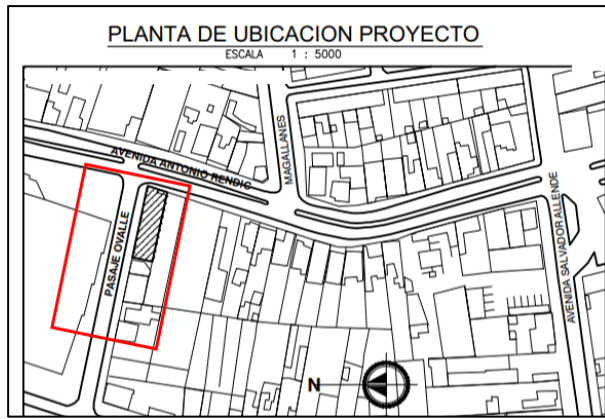 PLANTA DE UBICACION PROYECTO
ESCALA 1 : 5000
AVENIDA ANTONIO RENDIC
MAGALLANES
PASAJE OVALLE
AVENIDA SALVADOR ALLENDE
N